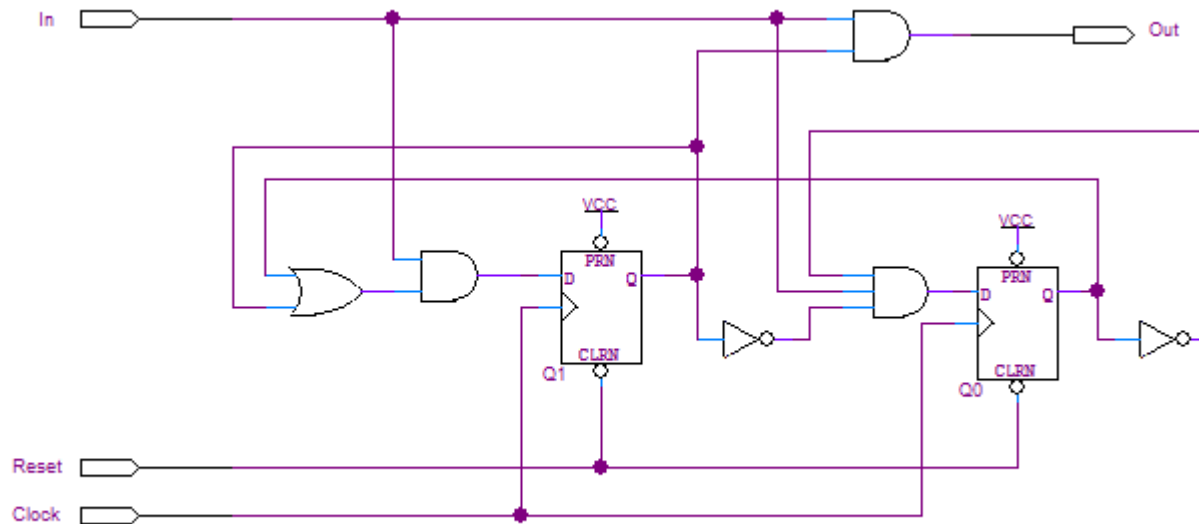 In
Out
VCC
VCC
PRN
D
Q
CLRN
Q1
PRN
D
Q
CLRN
Q0
Reset
Clock